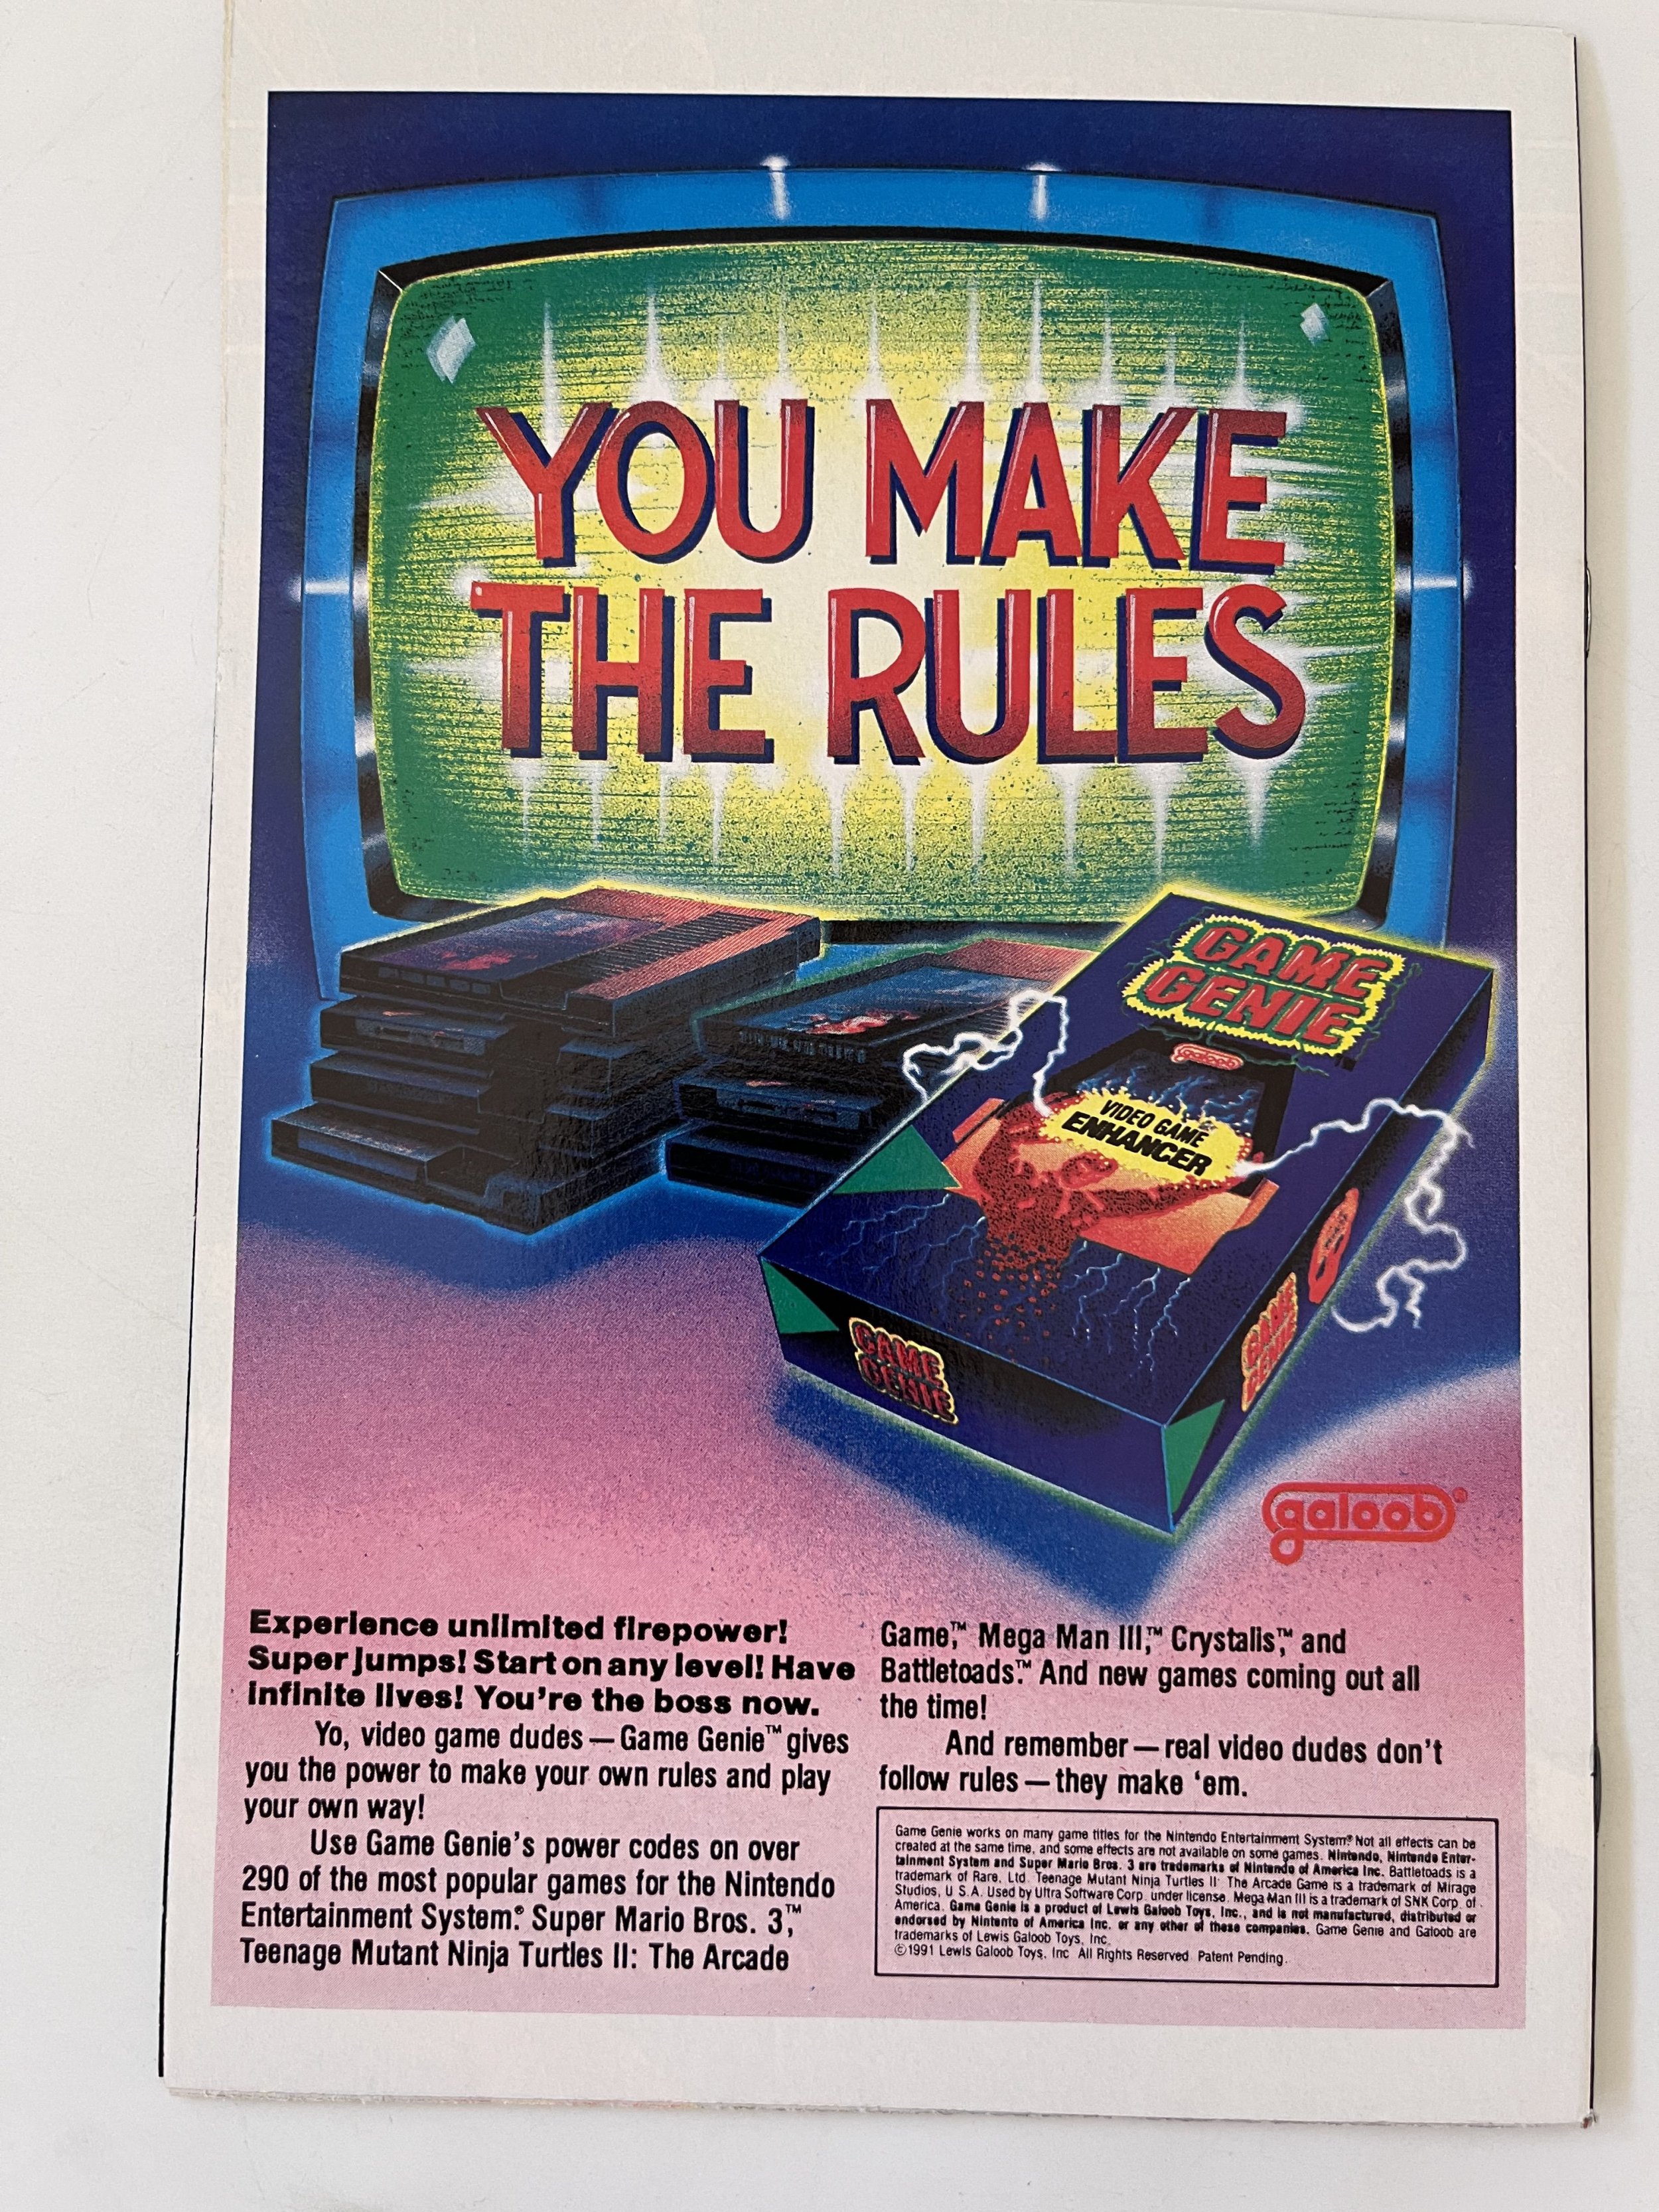 YOU MAKE
THE RULES
GAME
GENIE
galoob
VIDEO GAME
ENHANCER
GAME
GENIE
GAME
GENIE
galoob®
Experience unlimited firepower!
Super Jumps! Start on any level! Have
infinite lives! You're the boss now.
Yo, video game dudes — Game Genie™ gives
you the power to make your own rules and play
your own way!
Use Game Genie's power codes on over
290 of the most popular games for the Nintendo
Entertainment System.® Super Mario Bros. 3,™
Teenage Mutant Ninja Turtles II: The Arcade
Game,™ Mega Man III,™ Crystalis,™ and
Battletoads.™ And new games coming out all
the time!
And remember — real video dudes don't
follow rules — they make ‘em.
Game Genie works on many game titles for the Nintendo Entertainment System.® Not all effects can be
created at the same time, and some effects are not available on some games. Nintendo, Nintendo Enter-
tainment System and Super Mario Bros. 3 are trademarks of Nintendo of America Inc. Battletoads is a
trademark of Rare, Ltd. Teenage Mutant Ninja Turtles II: The Arcade Game is a trademark of Mirage
Studios, U.S.A. Used by Ultra Software Corp. under license. Mega Man III is a trademark of SNK Corp. of
America. Game Genie is a product of Lewis Galoob Toys, Inc., and is not manufactured, distributed or
endorsed by Nintento of America Inc. or any other of these companies. Game Genie and Galoob are
trademarks of Lewis Galoob Toys, Inc.
©1991 Lewis Galoob Toys, Inc. All Rights Reserved. Patent Pending.